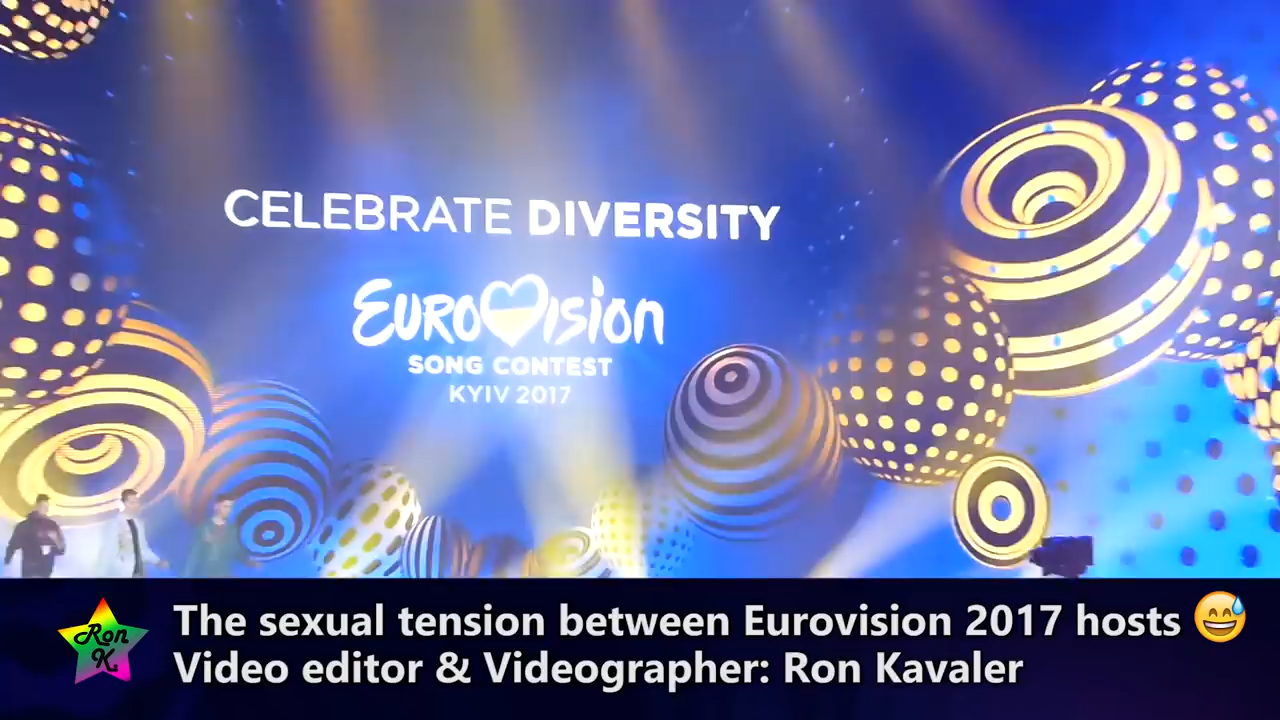 CELEBRATE DIVERSITY
EUROVISION
SONG CONTEST
KYIV 2017
Ron
K.
The sexual tension between Eurovision 2017 hosts 😅
Video editor & Videographer: Ron Kavaler